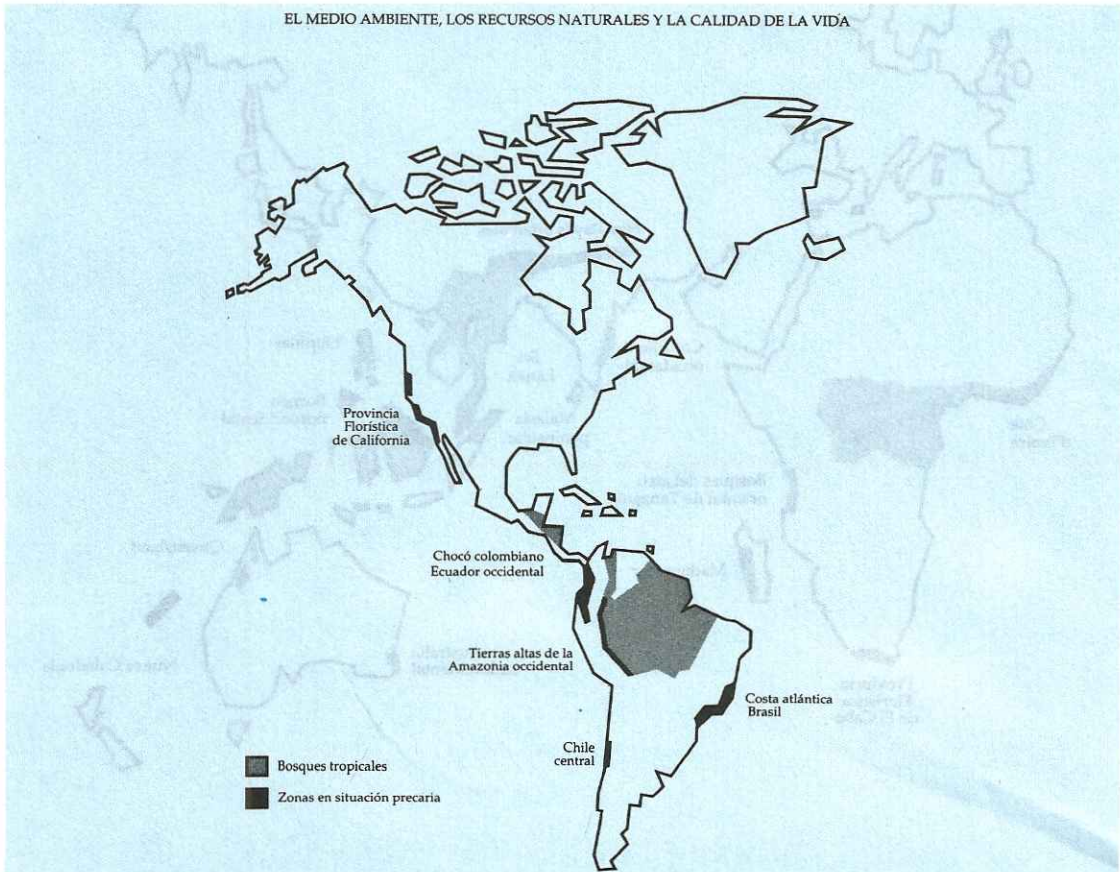 EL MEDIO AMBIENTE, LOS RECURSOS NATURALES Y LA CALIDAD DE LA VIDA
Provincia
Florística
de California
Chocó colombiano
Ecuador occidental
Tierras altas de la
Amazonia occidental
Costa atlántica
Brasil
Chile
central
Bosques tropicales
Zonas en situación precaria